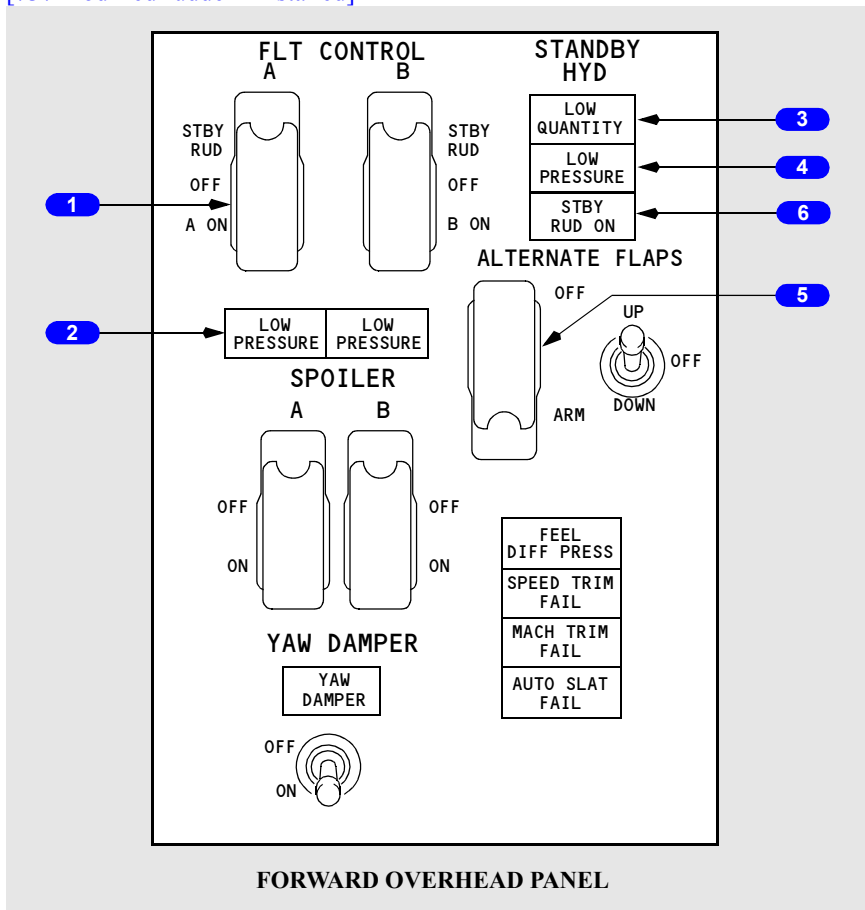 FLT CONTROL
A B
STANDBY
HYD
LOW
QUANTITY
3
LOW
PRESSURE
4
STBY
RUD ON
6
STBY
RUD
OFF
A ON
1
STBY
RUD
OFF
B ON
ALTERNATE FLAPS
OFF
5
UP
OFF
DOWN
ARM
2
LOW
PRESSURE
LOW
PRESSURE
SPOILER
A B
OFF
ON
OFF
ON
FEEL
DIFF PRESS
SPEED TRIM
FAIL
MACH TRIM
FAIL
AUTO SLAT
FAIL
YAW DAMPER
YAW
DAMPER
OFF
ON
FORWARD OVERHEAD PANEL